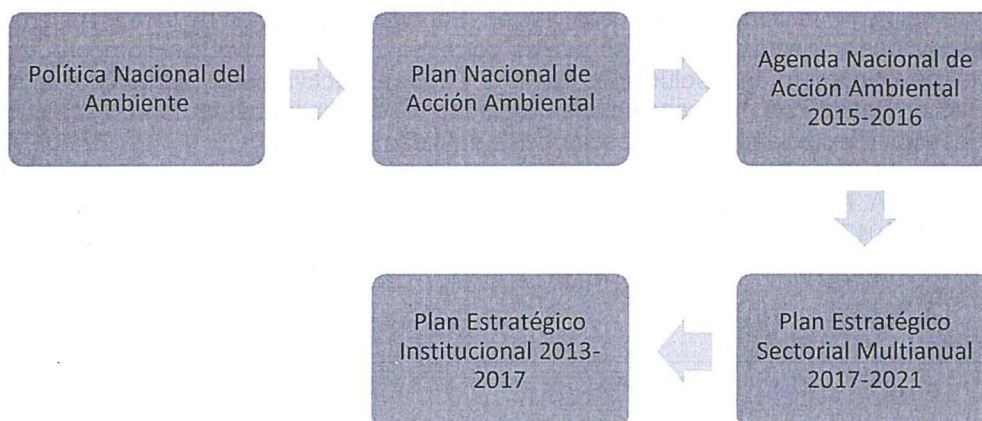 Política Nacional del
Ambiente
Plan Nacional de
Acción Ambiental
Agenda Nacional de
Acción Ambiental
2015-2016
Plan Estratégico
Sectorial Multianual
2017-2021
Plan Estratégico
Institucional 2013-
2017